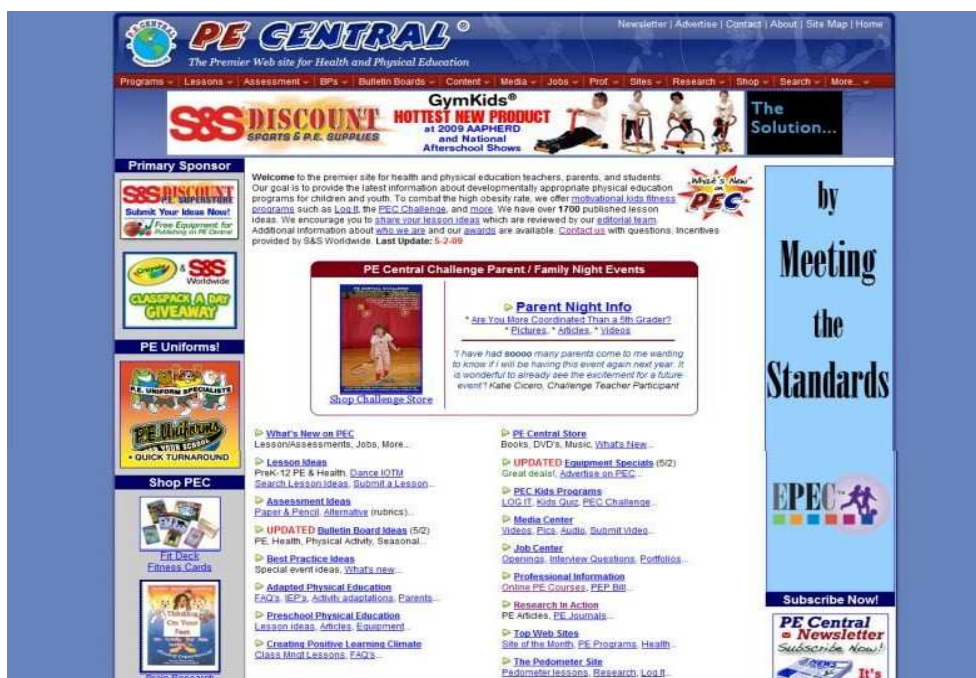 P.E. CENTRAL
PE CENTRAL®
The Premier Web site for Health and Physical Education
Newsletter | Advertise | Contact | About | Site Map | Home
Programs Lessons Assessment BPs Bulletin Boards Content Media Jobs Prof. Sites Research Shop Search More...
S&S DISCOUNT
SPORTS & P.E. SUPPLIES
GymKids®
HOTTEST NEW PRODUCT
at 2009 AAPHERD
and National
Afterschool Shows
The
Solution...
Primary Sponsor
S&S DISCOUNT
P.E. SUPERSTORE
Submit Your Ideas Now!
Free Equipment for
Publishing on PE Central
Crayola & S&S
Worldwide
CLASSPACK A DAY
GIVEAWAY
PE Uniforms!
P.E. UNIFORM SPECIALISTS
P.E. Uniforms
YOUR SCHOOL
• QUICK TURNAROUND
Shop PEC
Fit Deck
Fitness Cards
Thinking
On Your
Feet
Brain Research
Welcome to the premier site for health and physical education teachers, parents, and students.
Our goal is to provide the latest information about developmentally appropriate physical education
programs for children and youth. To combat the high obesity rate, we offer motivational kids fitness
programs such as Log It, the PEC Challenge, and more. We have over 1700 published lesson
ideas. We encourage you to share your lesson ideas which are reviewed by our editorial team.
Additional information about who we are and our awards are available. Contact us with questions. Incentives
provided by S&S Worldwide. Last Update: 5-2-09
What's New
on
PEC
PE Central Challenge Parent / Family Night Events
PE CENTRAL CHALLENGE
Shop Challenge Store
Parent Night Info
* Are You More Coordinated Than a 5th Grader?
* Pictures, * Articles, * Videos
"I have had soooo many parents come to me wanting
to know if I will be having this event again next year. It
is wonderful to already see the excitement for a future
event"! Katie Cicero, Challenge Teacher Participant
What's New on PEC
Lesson/Assessments, Jobs, More...
Lesson Ideas
PreK-12 PE & Health, Dance IOTM
Search Lesson Ideas, Submit a Lesson...
Assessment Ideas
Paper & Pencil, Alternative (rubrics)...
UPDATED Bulletin Board Ideas (5/2)
PE, Health, Physical Activity, Seasonal...
Best Practice Ideas
Special event ideas, What's new...
Adapted Physical Education
FAQ's, IEP's, Activity adaptations, Parents...
Preschool Physical Education
Lesson ideas, Articles, Equipment...
Creating Positive Learning Climate
Class Mngt Lessons, FAQ's...
PE Central Store
Books, DVD's, Music, What's New...
UPDATED Equipment Specials (5/2)
Great deals!, Advertise on PEC...
PEC Kids Programs
LOG IT, Kids Quiz, PEC Challenge...
Media Center
Videos, Pics, Audio, Submit Video...
Job Center
Openings, Interview Questions, Portfolios...
Professional Information
Online PE Courses, PEP Bill...
Research In Action
PE Articles, PE Journals...
Top Web Sites
Site of the Month, PE Programs, Health...
The Pedometer Site
Pedometer lessons, Research, Log It...
by
Meeting
the
Standards
EPEC
Subscribe Now!
PE Central
Newsletter
Subscribe Now!
NEWS
It's